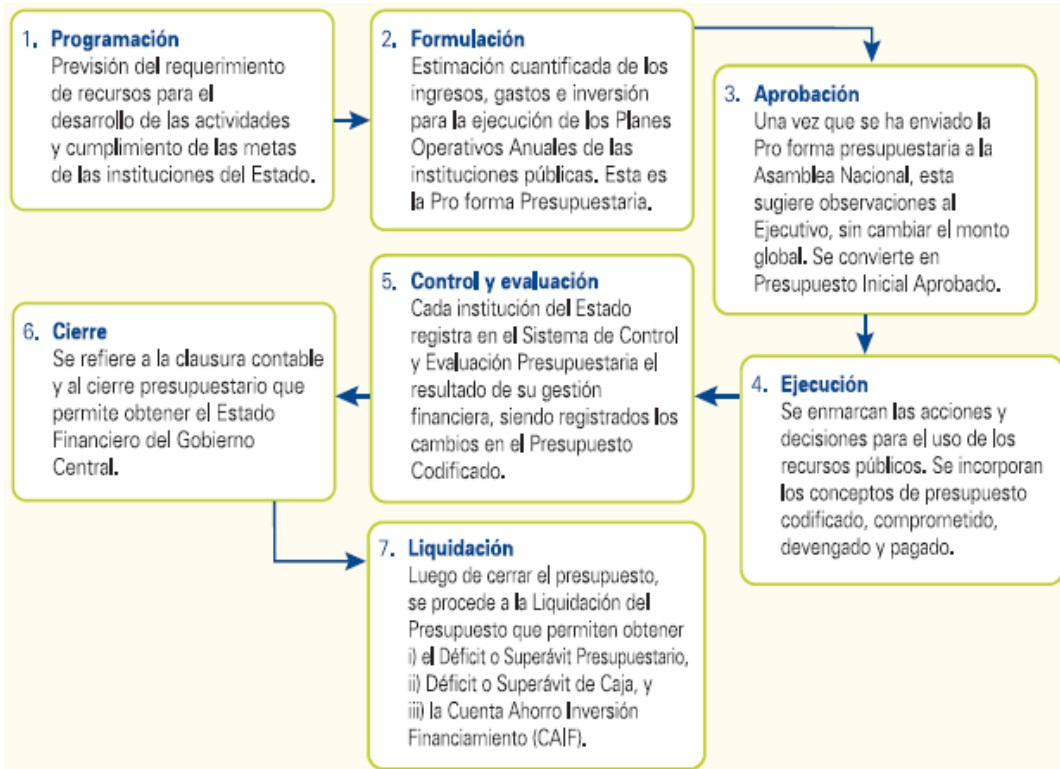 1. Programación
Previsión del requerimiento
de recursos para el
desarrollo de las actividades
y cumplimiento de las metas
de las instituciones del Estado.
2. Formulación
Estimación cuantificada de los
ingresos, gastos e inversión
para la ejecución de los Planes
Operativos Anuales de las
instituciones públicas. Esta es
la Pro forma Presupuestaria.
3. Aprobación
Una vez que se ha enviado la
Pro forma presupuestaria a la
Asamblea Nacional, esta
sugiere observaciones al
Ejecutivo, sin cambiar el monto
global. Se convierte en
Presupuesto Inicial Aprobado.
4. Ejecución
Se enmarcan las acciones y
decisiones para el uso de los
recursos públicos. Se incorporan
los conceptos de presupuesto
codificado, comprometido,
devengado y pagado.
5. Control y evaluación
Cada institución del Estado
registra en el Sistema de Control
y Evaluación Presupuestaria el
resultado de su gestión
financiera, siendo registrados los
cambios en el Presupuesto
Codificado.
6. Cierre
Se refiere a la clausura contable
y al cierre presupuestario que
permite obtener el Estado
Financiero del Gobierno
Central.
7. Liquidación
Luego de cerrar el presupuesto,
se procede a la Liquidación del
Presupuesto que permiten obtener
i) el Déficit o Superávit Presupuestario,
ii) Déficit o Superávit de Caja, y
iii) la Cuenta Ahorro Inversión
Financiamiento (CAIF).